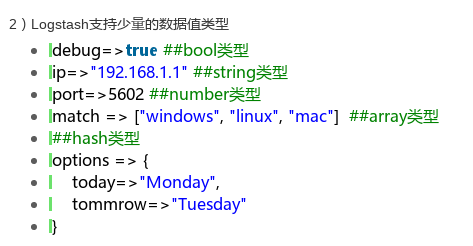 2）Logstash支持少量的数据值类型
debug=>true ##bool类型
ip=>"192.168.1.1" ##string类型
port=>5602 ##number类型
match => ["windows", "linux", "mac"]  ##array类型
##hash类型
options => {
    today=>"Monday",
    tommrow=>"Tuesday"
}